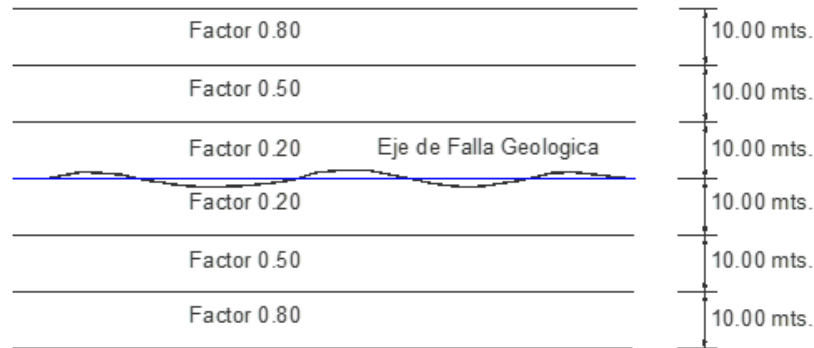 Factor 0.80 10.00 mts.
Factor 0.50 10.00 mts.
Factor 0.20 Eje de Falla Geologica 10.00 mts.
Factor 0.20 10.00 mts.
Factor 0.50 10.00 mts.
Factor 0.80 10.00 mts.